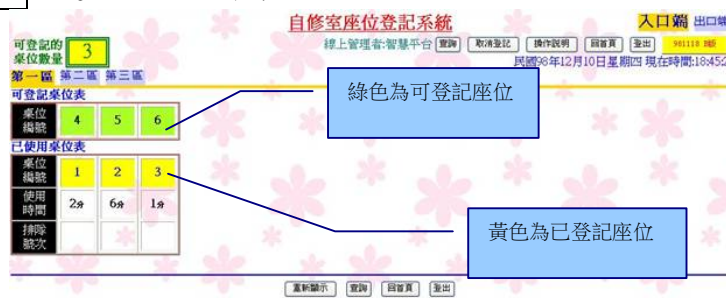 自修室座位登記系統
入口端 出口端
可登記的
桌位數量 3
線上管理者:智慧平台 查詢 取消登記 操作說明 回首頁 登出
民國98年12月10日星期四 現在時間:18:452
第一區 第二區 第三區
可登記桌位表
桌位
編號 4 5 6
綠色為可登記座位
已使用桌位表
桌位
編號 1 2 3
使用
時間 2分 6分 1分
排隊
號次
黃色為已登記座位
重新顯示 查詢 回首頁 登出